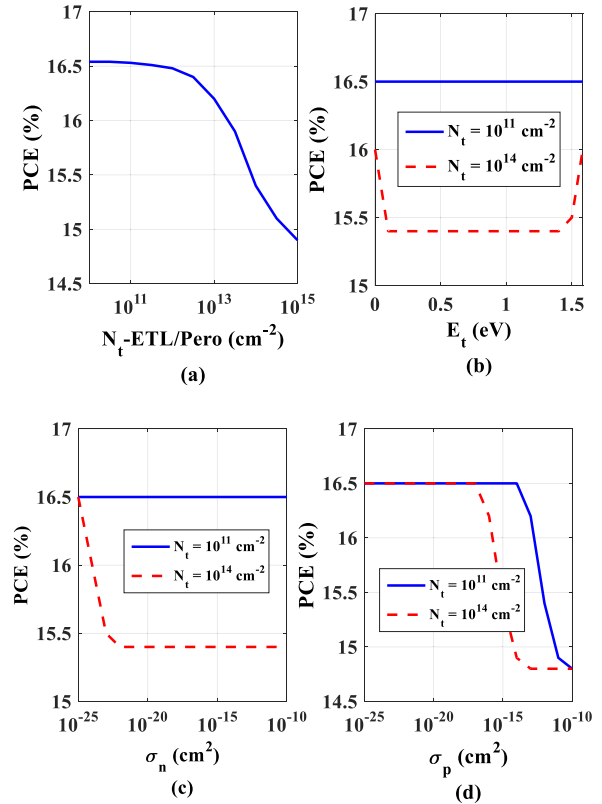 17
16.5
16
15.5
15
14.5
PCE (%)
10^11
10^13
10^15
N_t-ETL/Pero (cm^-2)
(a)
17
16.5
16
15.5
15
PCE (%)
N_t = 10^11 cm^-2
N_t = 10^14 cm^-2
0
0.5
1
1.5
E_t (eV)
(b)
17
16.5
16
15.5
15
PCE (%)
N_t = 10^11 cm^-2
N_t = 10^14 cm^-2
10^-25
10^-20
10^-15
10^-10
σ_n (cm^2)
(c)
17
16.5
16
15.5
15
14.5
PCE (%)
N_t = 10^11 cm^-2
N_t = 10^14 cm^-2
10^-25
10^-20
10^-15
10^-10
σ_p (cm^2)
(d)